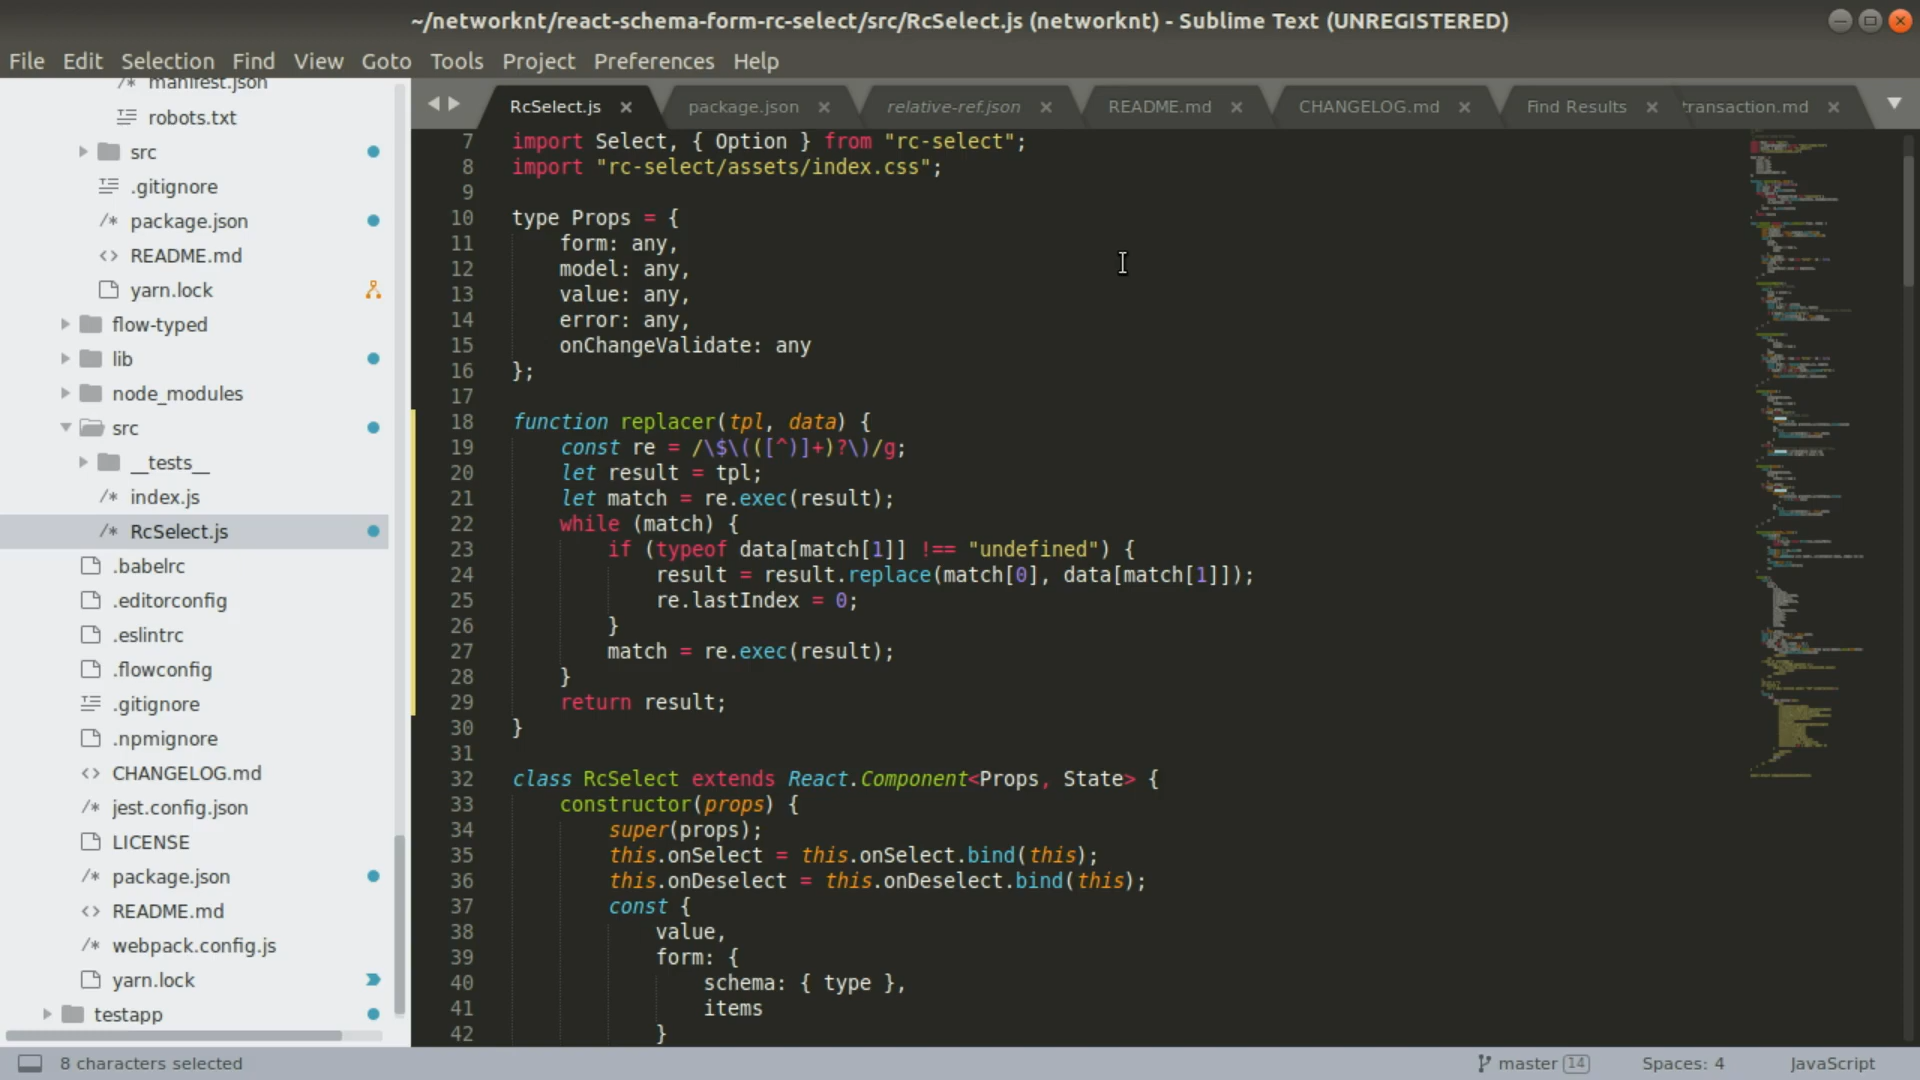 ~/networknt/react-schema-form-rc-select/src/RcSelect.js (networknt) - Sublime Text (UNREGISTERED)
File Edit Selection Find View Goto Tools Project Preferences Help
manifest.json
robots.txt
src
.gitignore
package.json
README.md
yarn.lock
flow-typed
lib
node_modules
src
__tests__
index.js
RcSelect.js
.babelrc
.editorconfig
.eslintrc
.flowconfig
.gitignore
.npmignore
CHANGELOG.md
jest.config.json
LICENSE
package.json
README.md
webpack.config.js
yarn.lock
testapp
RcSelect.js package.json relative-ref.json README.md CHANGELOG.md Find Results transaction.md
7 import Select, { Option } from "rc-select";
8 import "rc-select/assets/index.css";
9
10 type Props = {
11     form: any,
12     model: any,
13     value: any,
14     error: any,
15     onChangeValidate: any
16 };
17
18 function replacer(tpl, data) {
19     const re = /\$\(([^)]+)?\)/g;
20     let result = tpl;
21     let match = re.exec(result);
22     while (match) {
23         if (typeof data[match[1]] !== "undefined") {
24             result = result.replace(match[0], data[match[1]]);
25             re.lastIndex = 0;
26         }
27         match = re.exec(result);
28     }
29     return result;
30 }
31
32 class RcSelect extends React.Component<Props, State> {
33     constructor(props) {
34         super(props);
35         this.onSelect = this.onSelect.bind(this);
36         this.onDeselect = this.onDeselect.bind(this);
37         const {
38             value,
39             form: {
40                 schema: { type },
41                 items
42             }
8 characters selected master 14 Spaces: 4 JavaScript